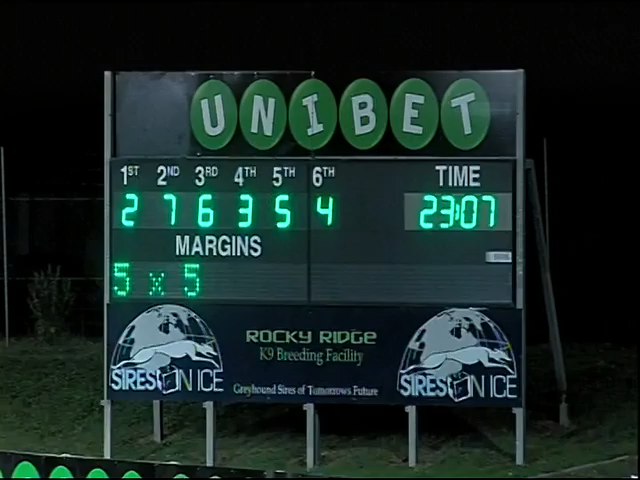 UNIBET
1ST 2ND 3RD 4TH 5TH 6TH TIME
2 7 6 3 5 4 23:07
MARGINS
5 x 5
ROCKY RIDGE
K9 Breeding Facility
SIRES ON ICE SIRES ON ICE
Greyhound Sires of Tomorrows Future